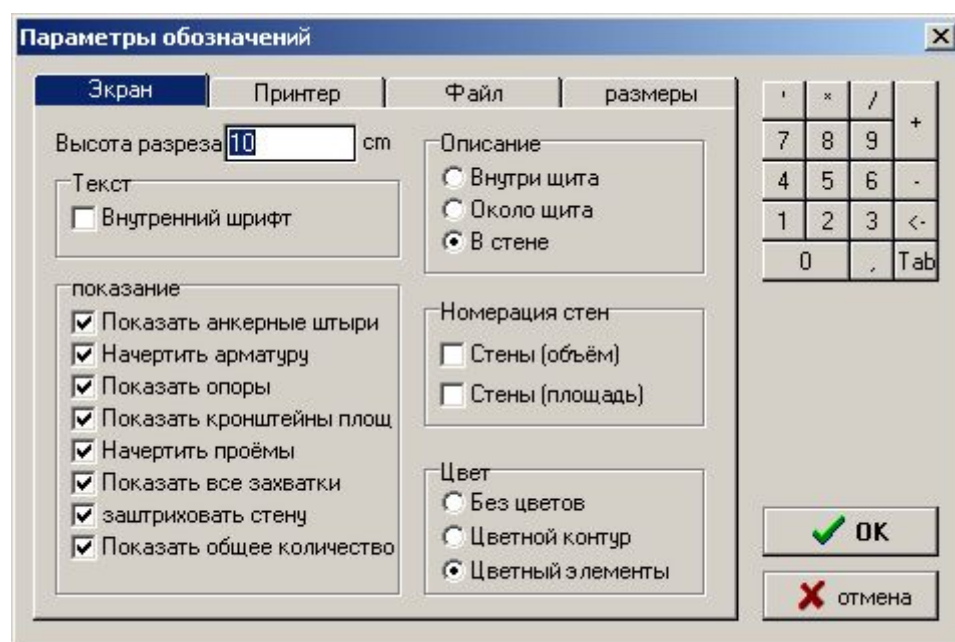 Параметры обозначений
Экран
Принтер
Файл
размеры
Высота разреза 10 cm
Текст
Внутренний шрифт
показание
Показать анкерные штыри
Начертить арматуру
Показать опоры
Показать кронштейны площ
Начертить проёмы
Показать все захватки
заштриховать стену
Показать общее количество
Описание
Внутри щита
Около щита
В стене
Номерация стен
Стены (объём)
Стены (площадь)
Цвет
Без цветов
Цветной контур
Цветный элементы
' * / +
7 8 9
4 5 6 -
1 2 3 <-
0 , Tab
OK
отмена